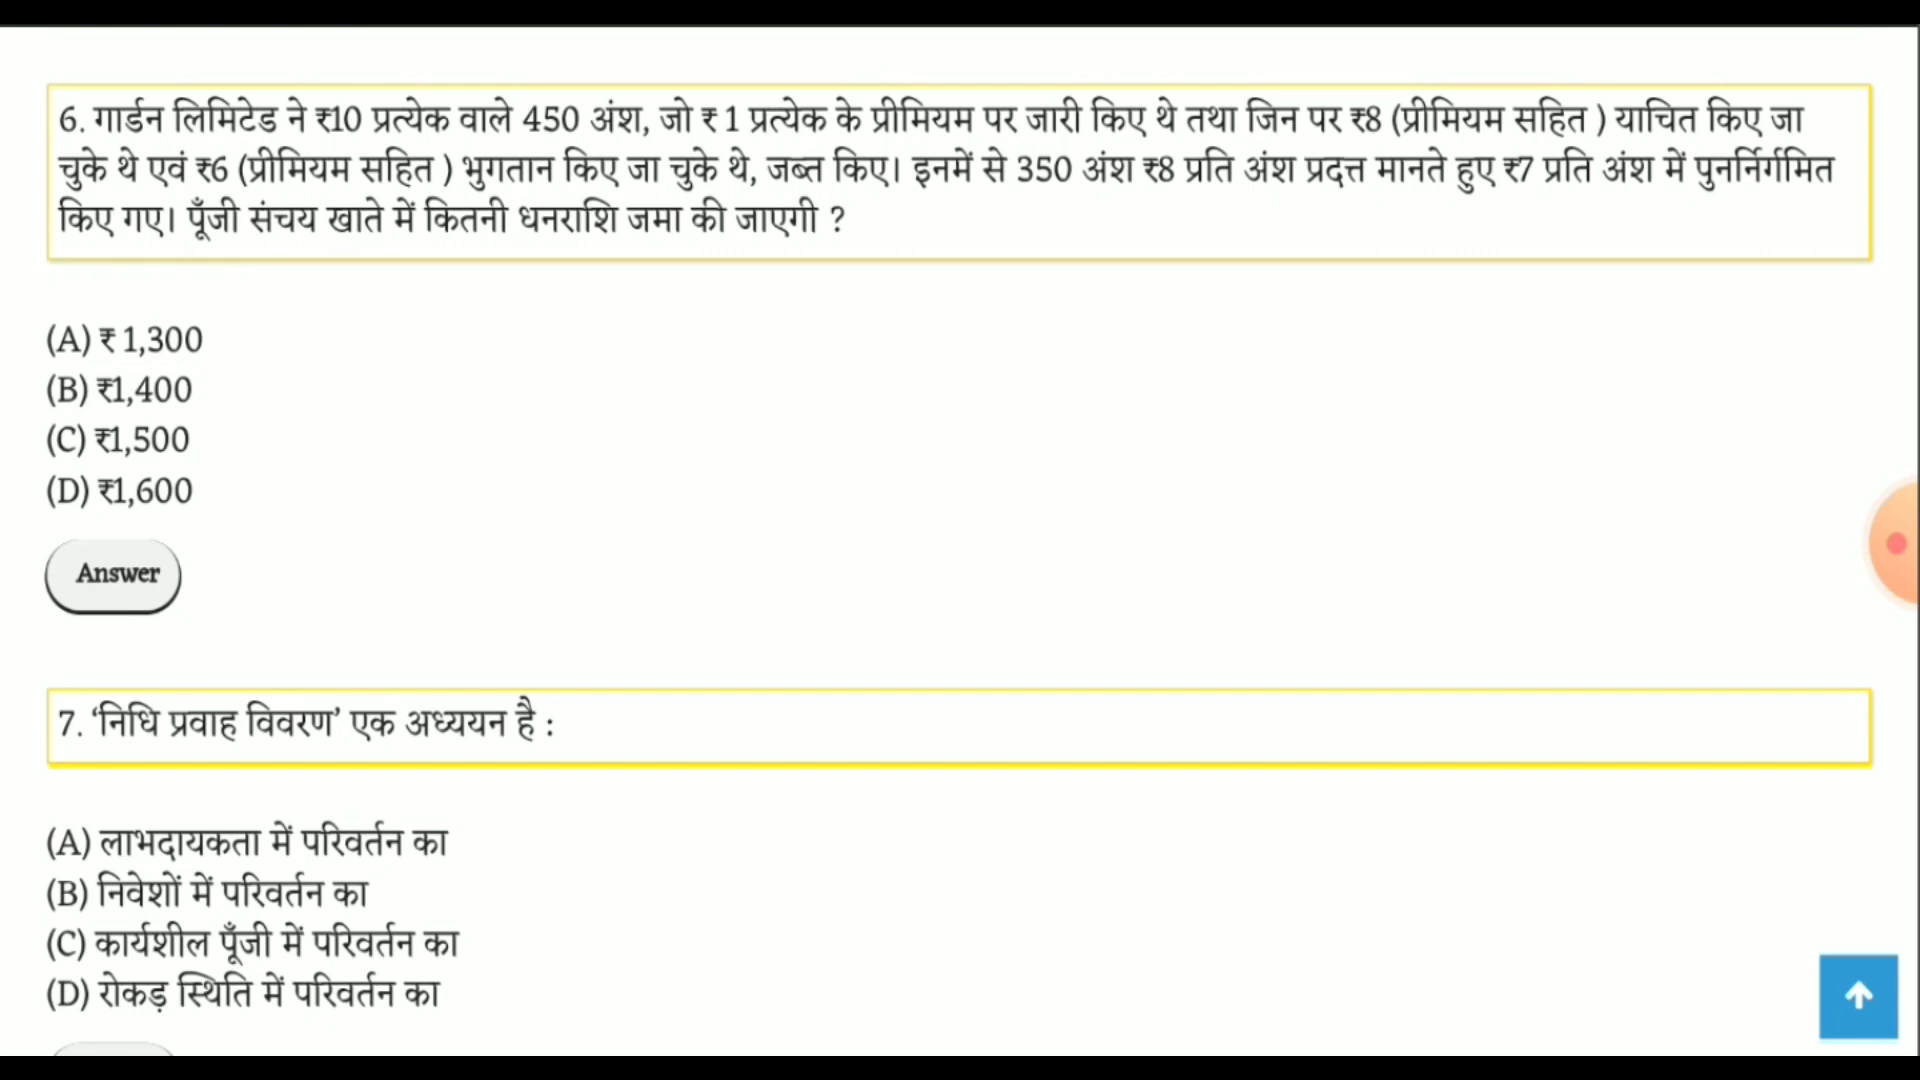 6. गार्डन लिमिटेड ने ₹10 प्रत्येक वाले 450 अंश, जो ₹ 1 प्रत्येक के प्रीमियम पर जारी किए थे तथा जिन पर ₹8 (प्रीमियम सहित ) याचित किए जा
चुके थे एवं ₹6 (प्रीमियम सहित ) भुगतान किए जा चुके थे, जब्त किए। इनमें से 350 अंश ₹8 प्रति अंश प्रदत्त मानते हुए ₹7 प्रति अंश में पुनर्निर्गमित
किए गए। पूँजी संचय खाते में कितनी धनराशि जमा की जाएगी ?
(A) ₹ 1,300
(B) ₹1,400
(C) ₹1,500
(D) ₹1,600
Answer
7. ‘निधि प्रवाह विवरण’ एक अध्ययन है :
(A) लाभदायकता में परिवर्तन का
(B) निवेशों में परिवर्तन का
(C) कार्यशील पूँजी में परिवर्तन का
(D) रोकड़ स्थिति में परिवर्तन का